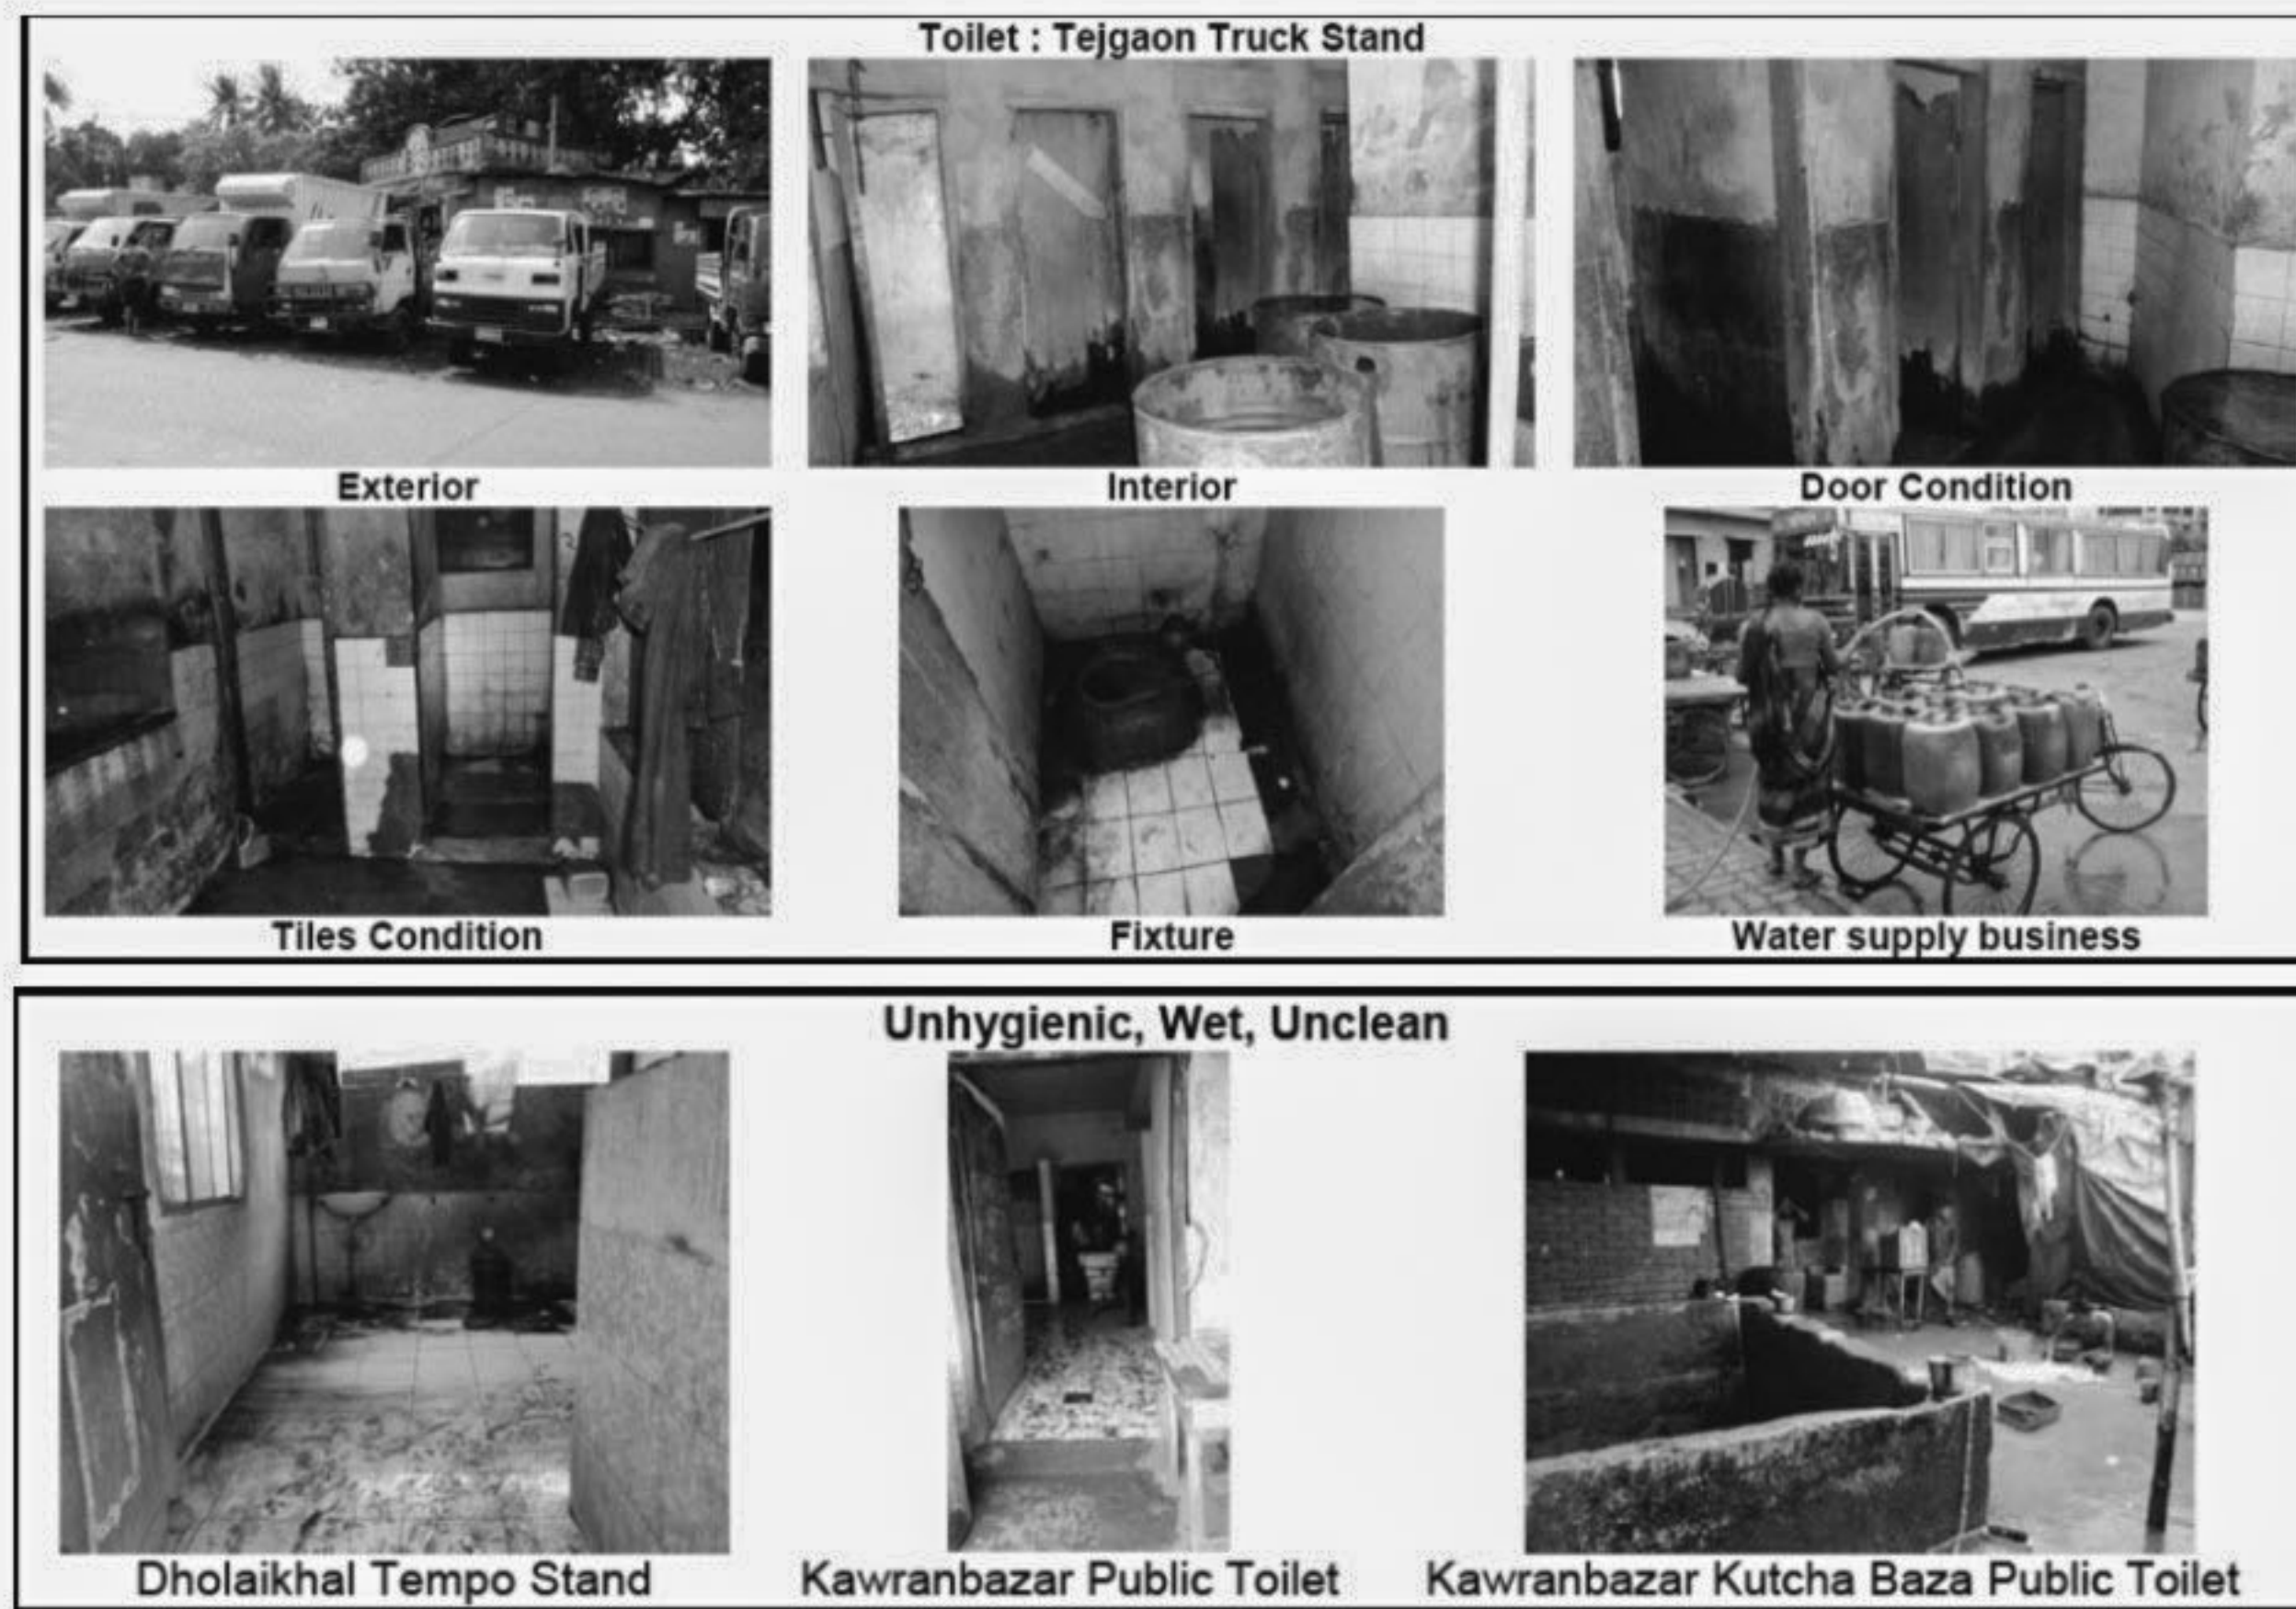 Toilet : Tejgaon Truck Stand
Exterior
Interior
Door Condition
Tiles Condition
Fixture
Water supply business
Unhygienic, Wet, Unclean
Dholaikhal Tempo Stand
Kawranbazar Public Toilet
Kawranbazar Kutcha Baza Public Toilet